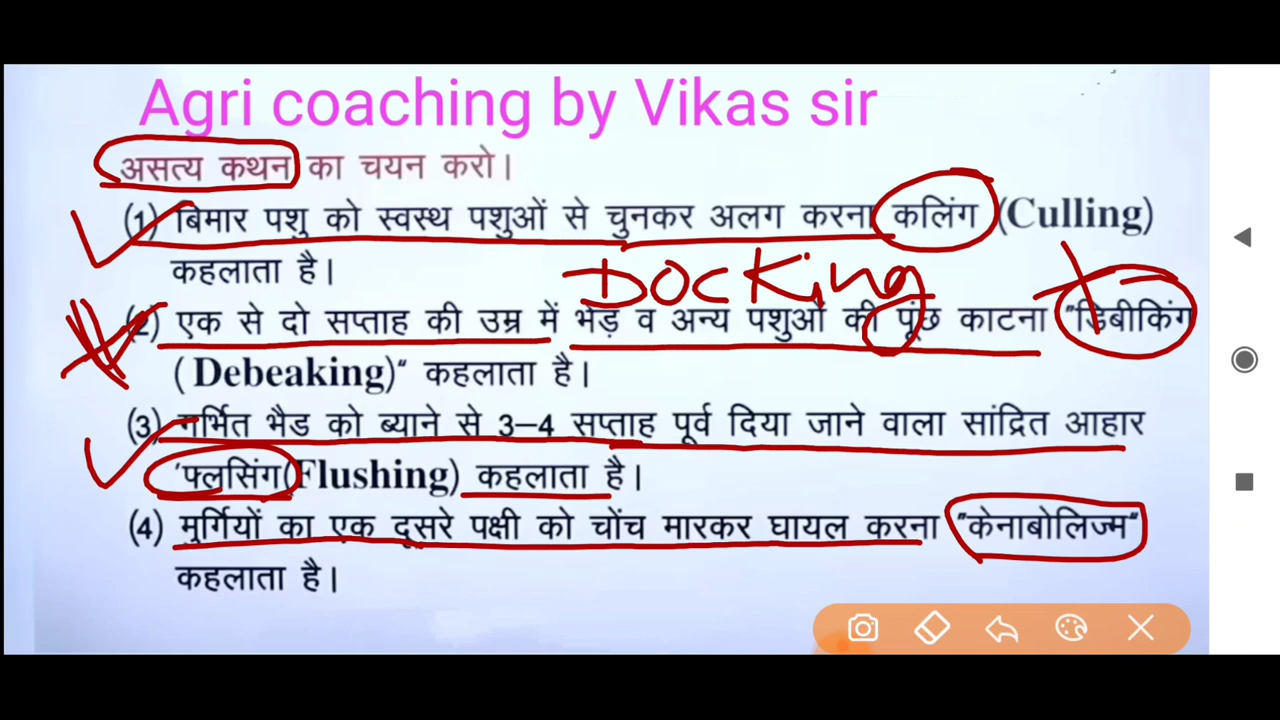 Agri coaching by Vikas sir
असत्य कथन का चयन करो।
(1) बिमार पशु को स्वस्थ पशुओं से चुनकर अलग करना कलिंग (Culling)
कहलाता है।
DOCKing
(2) एक से दो सप्ताह की उम्र में भेड़ व अन्य पशुओं की पूंछ काटना "डिबीकिंग
(Debeaking)" कहलाता है।
(3) गर्भित भैड को ब्याने से 3–4 सप्ताह पूर्व दिया जाने वाला सांद्रित आहार
'फ्लसिंग(Flushing) कहलाता है।
(4) मुर्गियों का एक दूसरे पक्षी को चोंच मारकर घायल करना "केनाबोलिज्म"
कहलाता है।